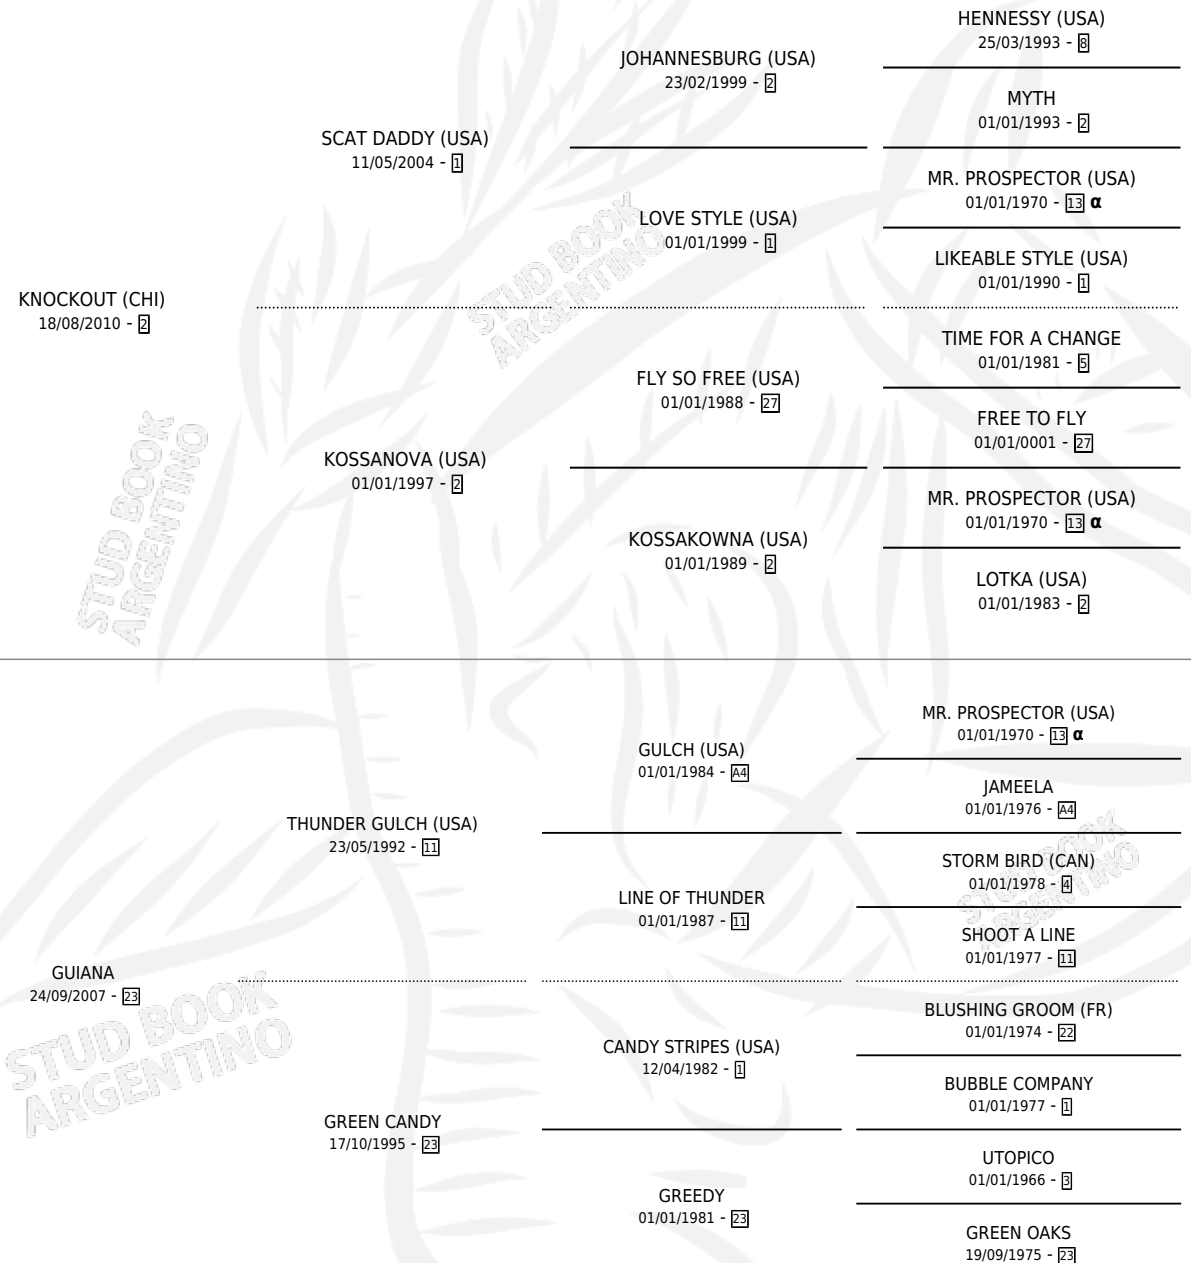 HENNESSY (USA)
25/03/1993 - 8
JOHANNESBURG (USA)
23/02/1999 - 2
MYTH
01/01/1993 - 2
SCAT DADDY (USA)
11/05/2004 - 1
MR. PROSPECTOR (USA)
01/01/1970 - 13 α
LOVE STYLE (USA)
01/01/1999 - 1
LIKEABLE STYLE (USA)
01/01/1990 - 1
KNOCKOUT (CHI)
18/08/2010 - 2
TIME FOR A CHANGE
01/01/1981 - 5
FLY SO FREE (USA)
01/01/1988 - 27
FREE TO FLY
01/01/0001 - 27
KOSSANOVA (USA)
01/01/1997 - 2
MR. PROSPECTOR (USA)
01/01/1970 - 13 α
KOSSAKOWNA (USA)
01/01/1989 - 2
LOTKA (USA)
01/01/1983 - 2
MR. PROSPECTOR (USA)
01/01/1970 - 13 α
GULCH (USA)
01/01/1984 - A4
JAMEELA
01/01/1976 - A4
THUNDER GULCH (USA)
23/05/1992 - 11
STORM BIRD (CAN)
01/01/1978 - 4
LINE OF THUNDER
01/01/1987 - 11
SHOOT A LINE
01/01/1977 - 11
GUIANA
24/09/2007 - 23
BLUSHING GROOM (FR)
01/01/1974 - 22
CANDY STRIPES (USA)
12/04/1982 - 1
BUBBLE COMPANY
01/01/1977 - 1
GREEN CANDY
17/10/1995 - 23
UTOPICO
01/01/1966 - 3
GREEDY
01/01/1981 - 23
GREEN OAKS
19/09/1975 - 23
STUD BOOK
ARGENTINO
STUD BOOK
ARGENTINO
STUD BOOK
ARGENTINO
STUD BOOK
ARGENTINO